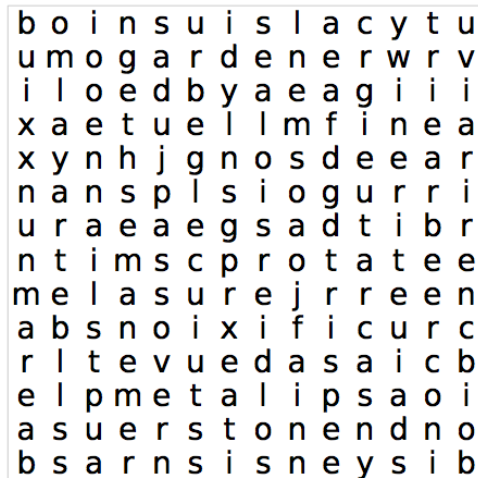 b o i n s u i s l a c y t u
u m o g a r d e n e r w r v
i l o e d b y a e a g i i i
x a e t u e l l m f i n e a
x y n h j g n o s d e e a r
n a n s p l s i o g u r r i
u r a e a e g s a d t i b r
n t i m s c p r o t a t e e
m e l a s u r e j r r e e n
a b s n o i x i f i c u r c
r l t e v u e d a s a i c b
e l p m e t a l i p s a o i
a s u e r s t o n e n d n o
b s a r n s i s n e y s i b